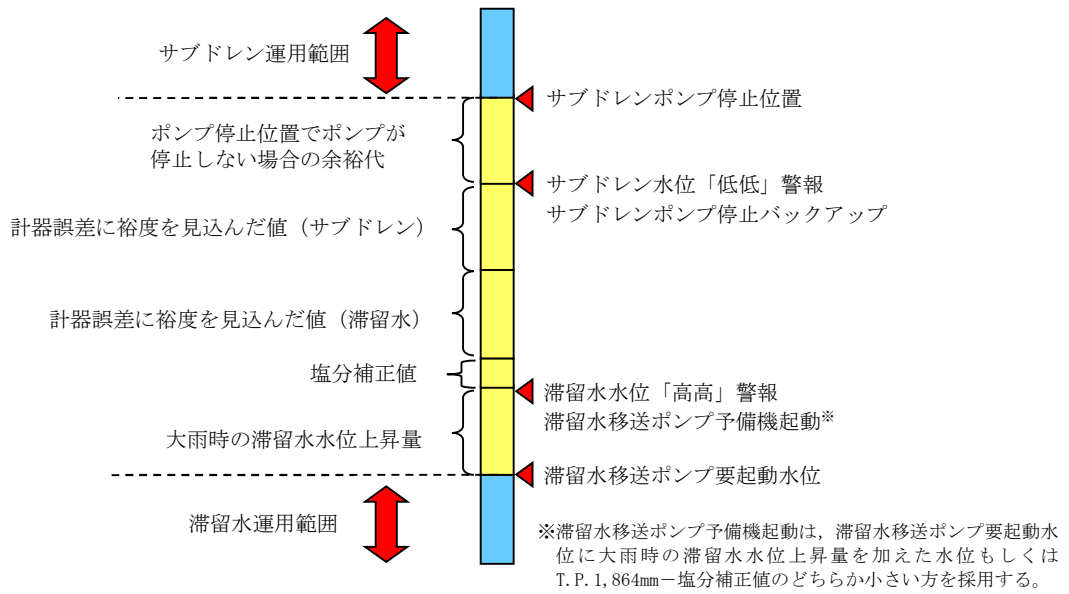 サブドレン運用範囲
サブドレンポンプ停止位置
ポンプ停止位置でポンプが
停止しない場合の余裕代
サブドレン水位「低低」警報
サブドレンポンプ停止バックアップ
計器誤差に裕度を見込んだ値（サブドレン）
計器誤差に裕度を見込んだ値（滞留水）
塩分補正値
滞留水水位「高高」警報
滞留水移送ポンプ予備機起動※
大雨時の滞留水水位上昇量
滞留水移送ポンプ要起動水位
滞留水運用範囲
※滞留水移送ポンプ予備機起動は，滞留水移送ポンプ要起動水
位に大雨時の滞留水水位上昇量を加えた水位もしくは
T.P.1,864mm－塩分補正値のどちらか小さい方を採用する。